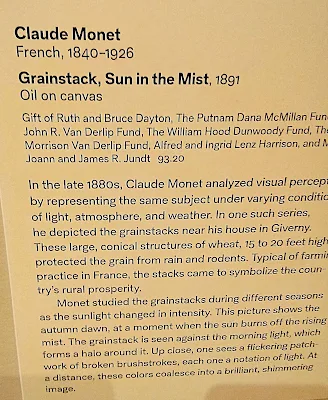 Claude Monet
French, 1840–1926
Grainstack, Sun in the Mist, 1891
Oil on canvas
Gift of Ruth and Bruce Dayton, The Putnam Dana McMillan Fun
John R. Van Derlip Fund, The William Hood Dunwoody Fund, The
Morrison Van Derlip Fund, Alfred and Ingrid Lenz Harrison, and M
Joann and James R. Jundt 93.20
In the late 1880s, Claude Monet analyzed visual percept
by representing the same subject under varying conditio
of light, atmosphere, and weather. In one such series,
he depicted the grainstacks near his house in Giverny.
These large, conical structures of wheat, 15 to 20 feet high
protected the grain from rain and rodents. Typical of farmin
practice in France, the stacks came to symbolize the coun-
try's rural prosperity.
Monet studied the grainstacks during different seasons
as the sunlight changed in intensity. This picture shows the
autumn dawn, at a moment when the sun burns off the rising
mist. The grainstack is seen against the morning light, which
forms a halo around it. Up close, one sees a flickering patch-
work of broken brushstrokes, each one a notation of light. At
a distance, these colors coalesce into a brilliant, shimmering
image.